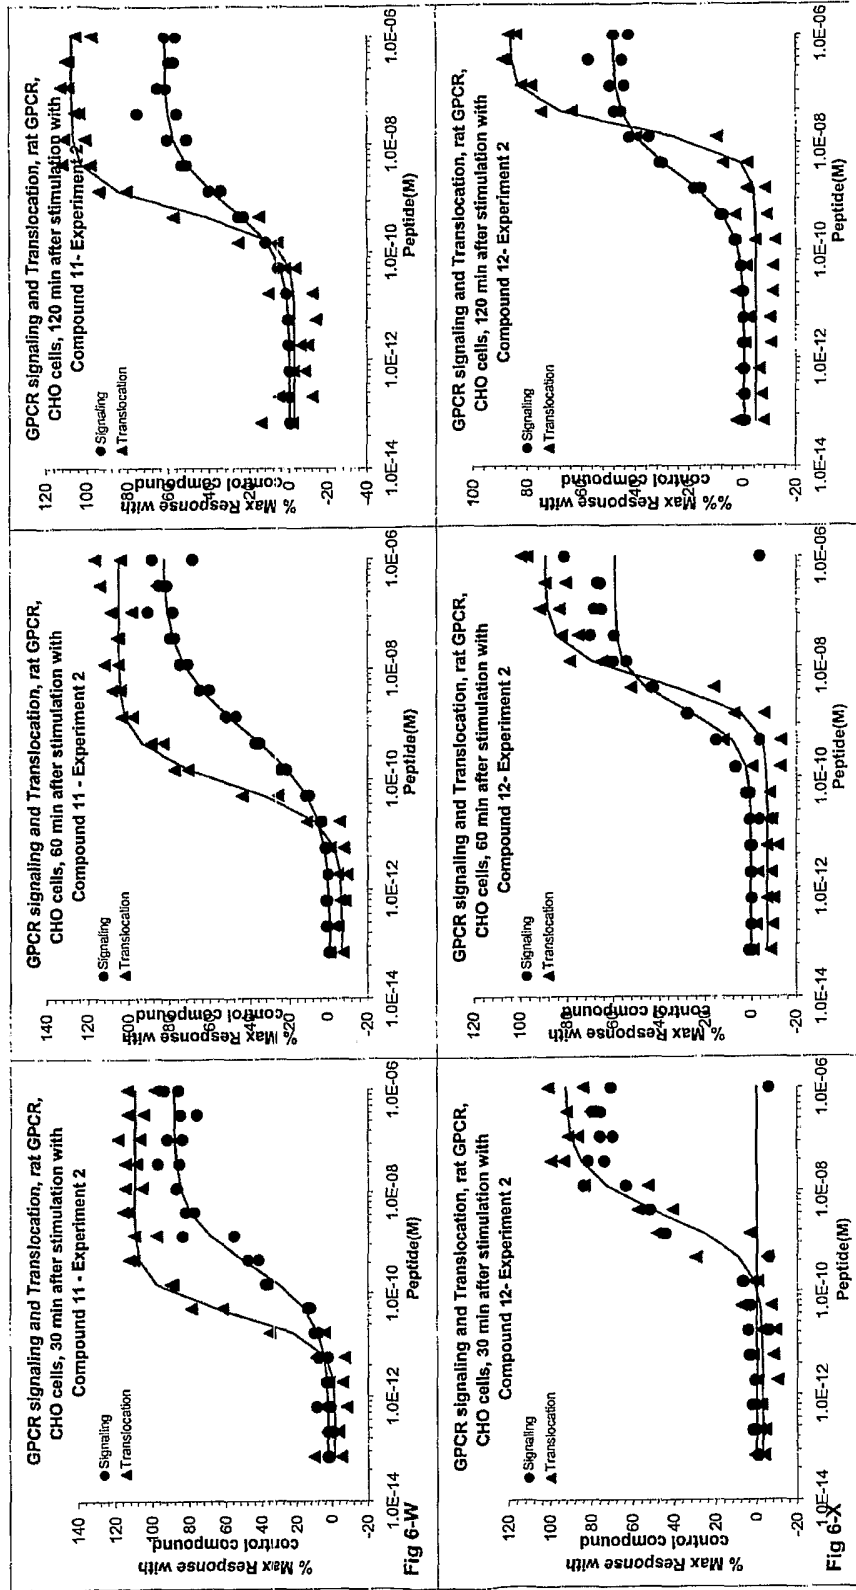 GPCR signaling and Translocation, rat GPCR,
CHO cells, 30 min after stimulation with
Compound 11 - Experiment 2
Signaling
Translocation
% Max Response with
control compound
140
120
100
80
60
40
20
0
-20
1.0E-14 1.0E-12 1.0E-10 1.0E-08 1.0E-06
Peptide(M)
Fig 6-W
GPCR signaling and Translocation, rat GPCR,
CHO cells, 60 min after stimulation with
Compound 11 - Experiment 2
Signaling
Translocation
% Max Response with
control compound
140
120
100
80
60
40
20
0
-20
1.0E-14 1.0E-12 1.0E-10 1.0E-08 1.0E-06
Peptide(M)
GPCR signaling and Translocation, rat GPCR,
CHO cells, 120 min after stimulation with
Compound 11- Experiment 2
Signaling
Translocation
% Max Response with
control compound
120
100
80
60
40
20
0
-20
-40
1.0E-14 1.0E-12 1.0E-10 1.0E-08 1.0E-06
Peptide(M)
GPCR signaling and Translocation, rat GPCR,
CHO cells, 30 min after stimulation with
Compound 12- Experiment 2
Signaling
Translocation
% Max Response with
control compound
120
100
80
60
40
20
0
-20
1.0E-14 1.0E-12 1.0E-10 1.0E-08 1.0E-06
Peptide(M)
Fig 6-X
GPCR signaling and Translocation, rat GPCR,
CHO cells, 60 min after stimulation with
Compound 12- Experiment 2
Signaling
Translocation
% Max Response with
control compound
120
100
80
60
40
20
0
-20
1.0E-14 1.0E-12 1.0E-10 1.0E-08 1.0E-06
Peptide(M)
GPCR signaling and Translocation, rat GPCR,
CHO cells, 120 min after stimulation with
Compound 12- Experiment 2
Signaling
Translocation
%% Max Response with
control compound
100
80
60
40
20
0
-20
1.0E-14 1.0E-12 1.0E-10 1.0E-08 1.0E-06
Peptide(M)